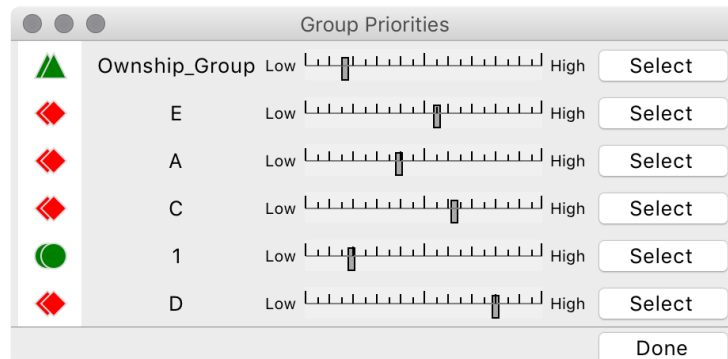 Group Priorities
Ownship_Group Low High Select
E Low High Select
A Low High Select
C Low High Select
1 Low High Select
D Low High Select
Done